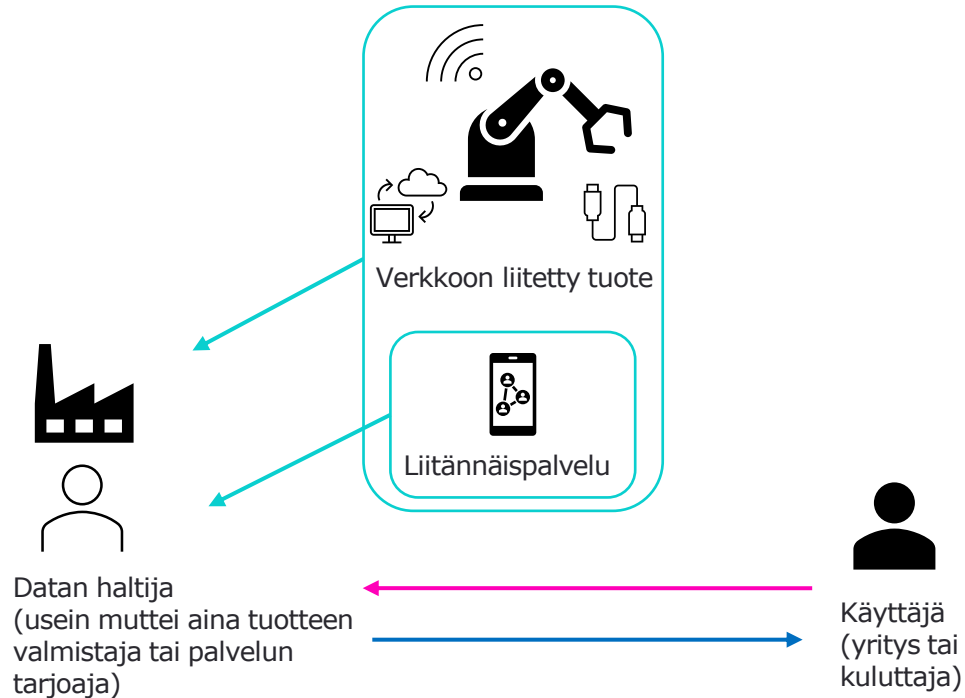 Verkkoon liitetty tuote
Liitännäispalvelu
Datan haltija
(usein muttei aina tuotteen
valmistaja tai palvelun
tarjoaja)
Käyttäjä
(yritys tai
kuluttaja)